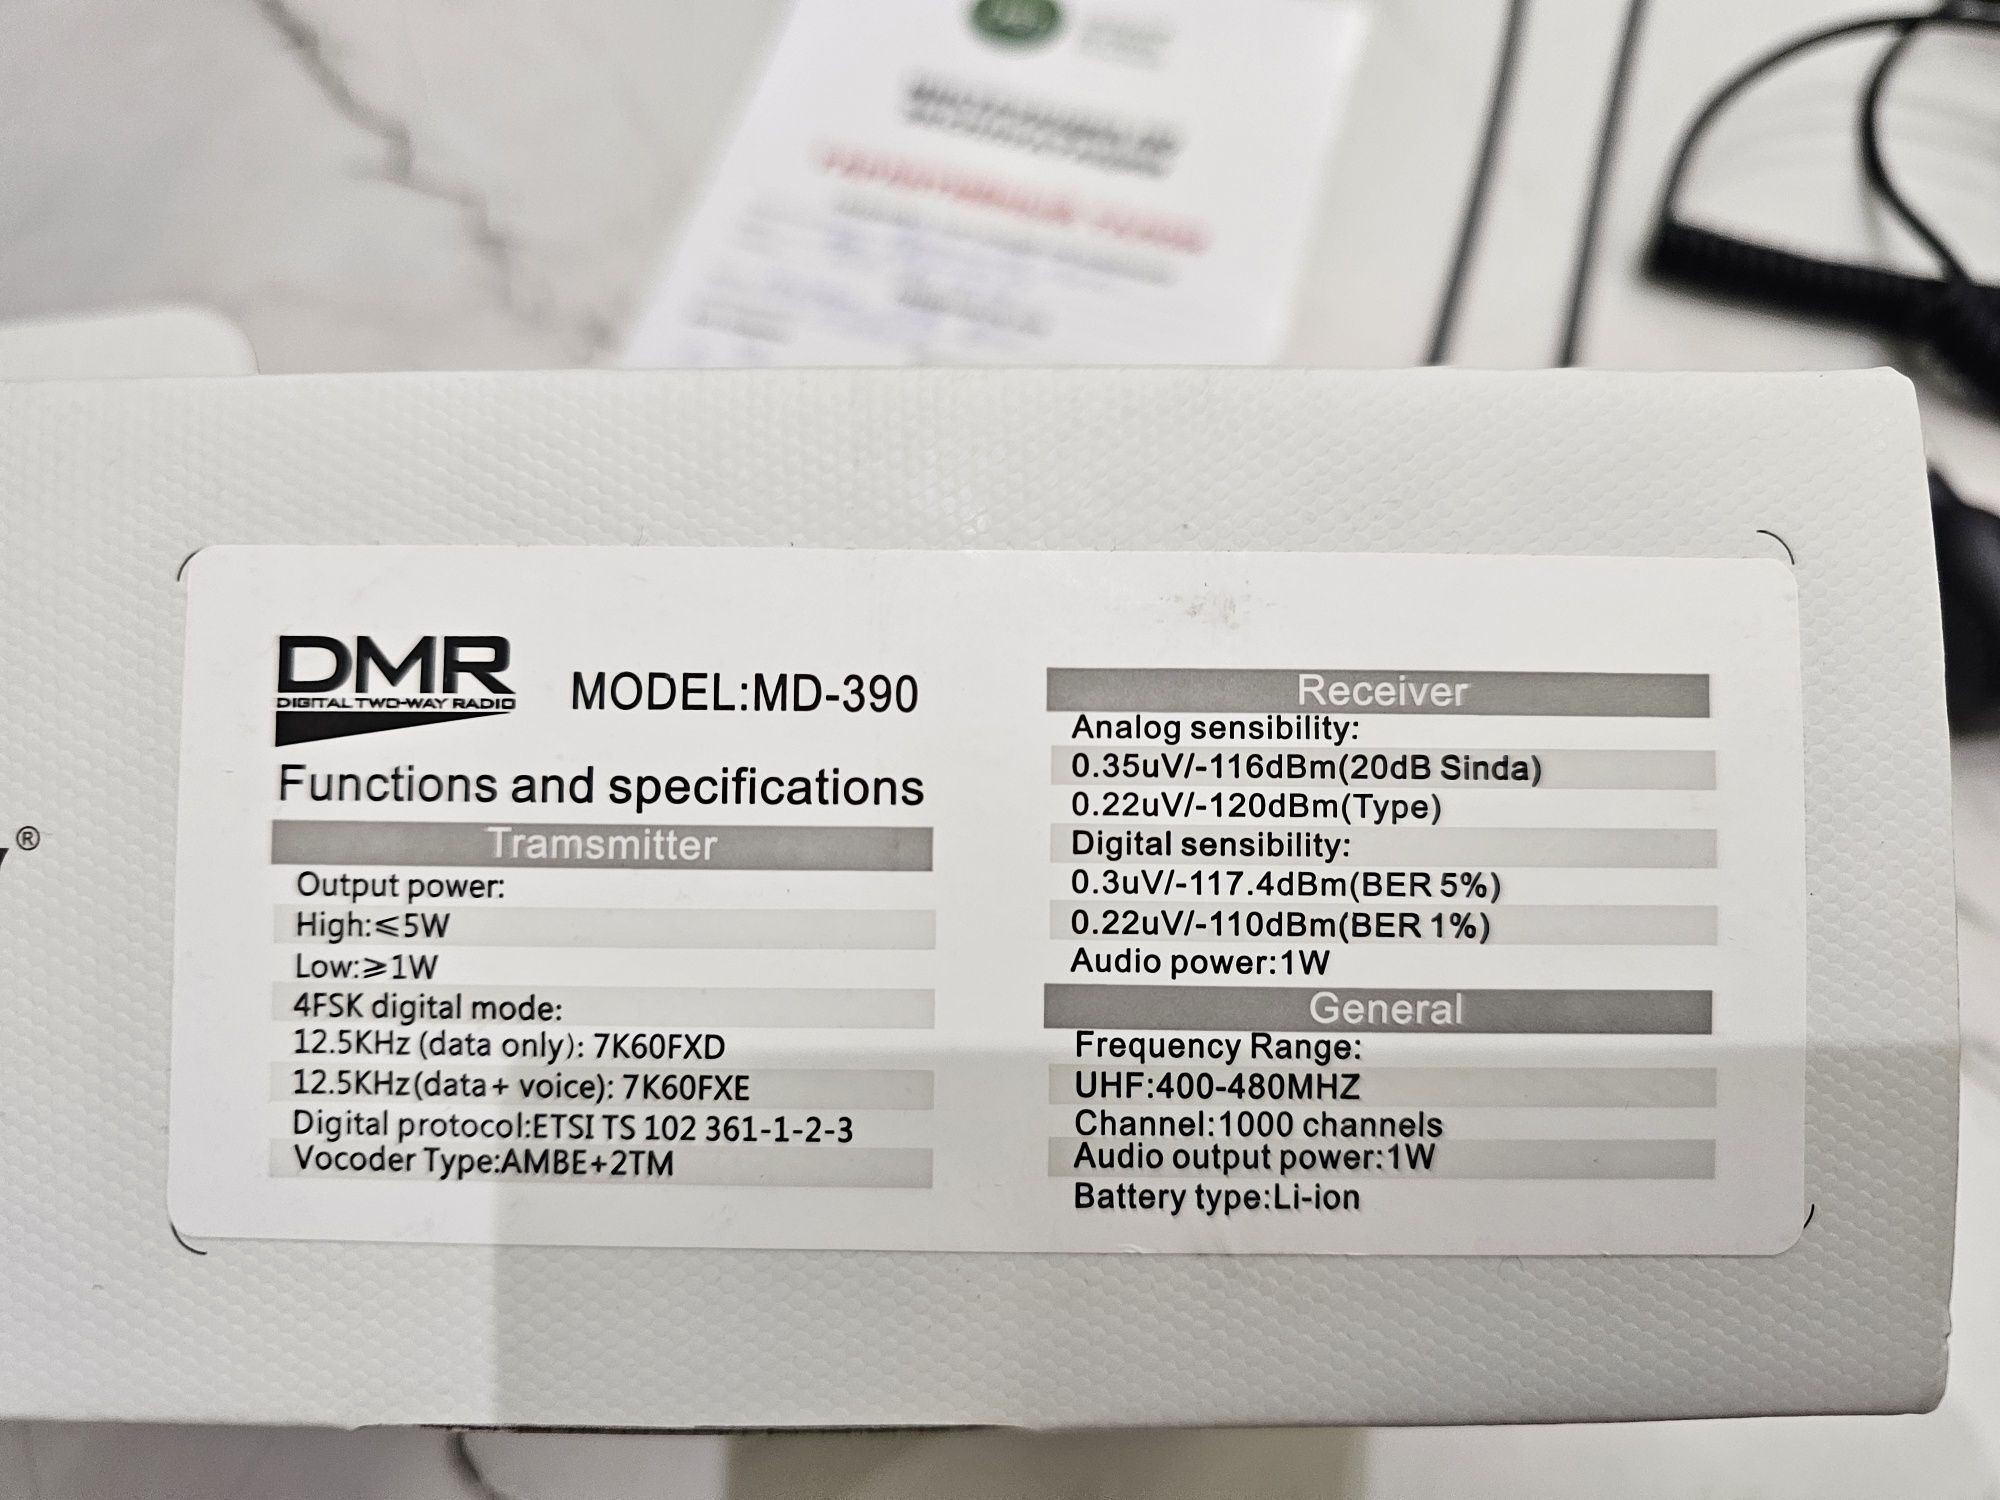 ®
DMR
DIGITAL TWO-WAY RADIO
MODEL:MD-390
Functions and specifications
Tramsmitter
Output power:
High:≤5W
Low:≥1W
4FSK digital mode:
12.5KHz (data only): 7K60FXD
12.5KHz(data+ voice): 7K60FXE
Digital protocol:ETSI TS 102 361-1-2-3
Vocoder Type:AMBE+2TM
Receiver
Analog sensibility:
0.35uV/-116dBm(20dB Sinda)
0.22uV/-120dBm(Type)
Digital sensibility:
0.3uV/-117.4dBm(BER 5%)
0.22uV/-110dBm(BER 1%)
Audio power:1W
General
Frequency Range:
UHF:400-480MHZ
Channel:1000 channels
Audio output power:1W
Battery type:Li-ion